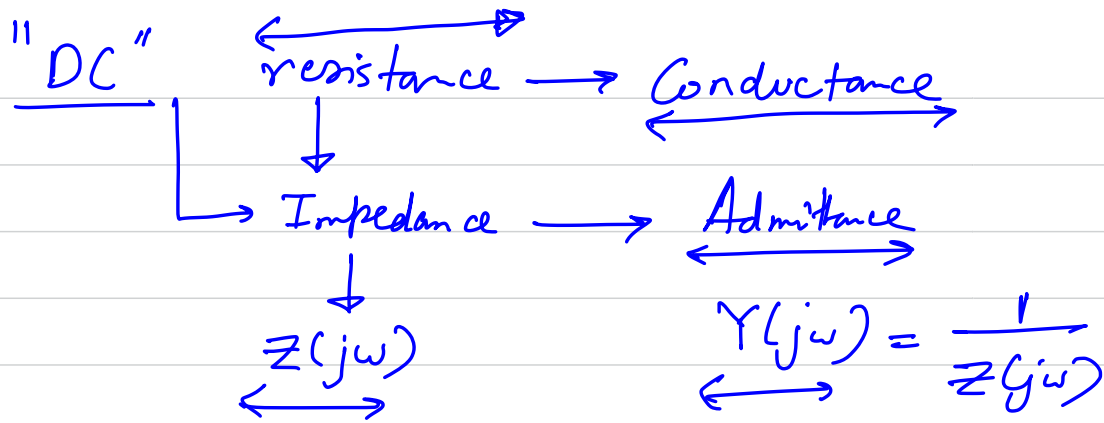 "DC" resistance → Conductance
Impedance → Admittance
Z(jω) Y(jω) = 1/Z(jω)